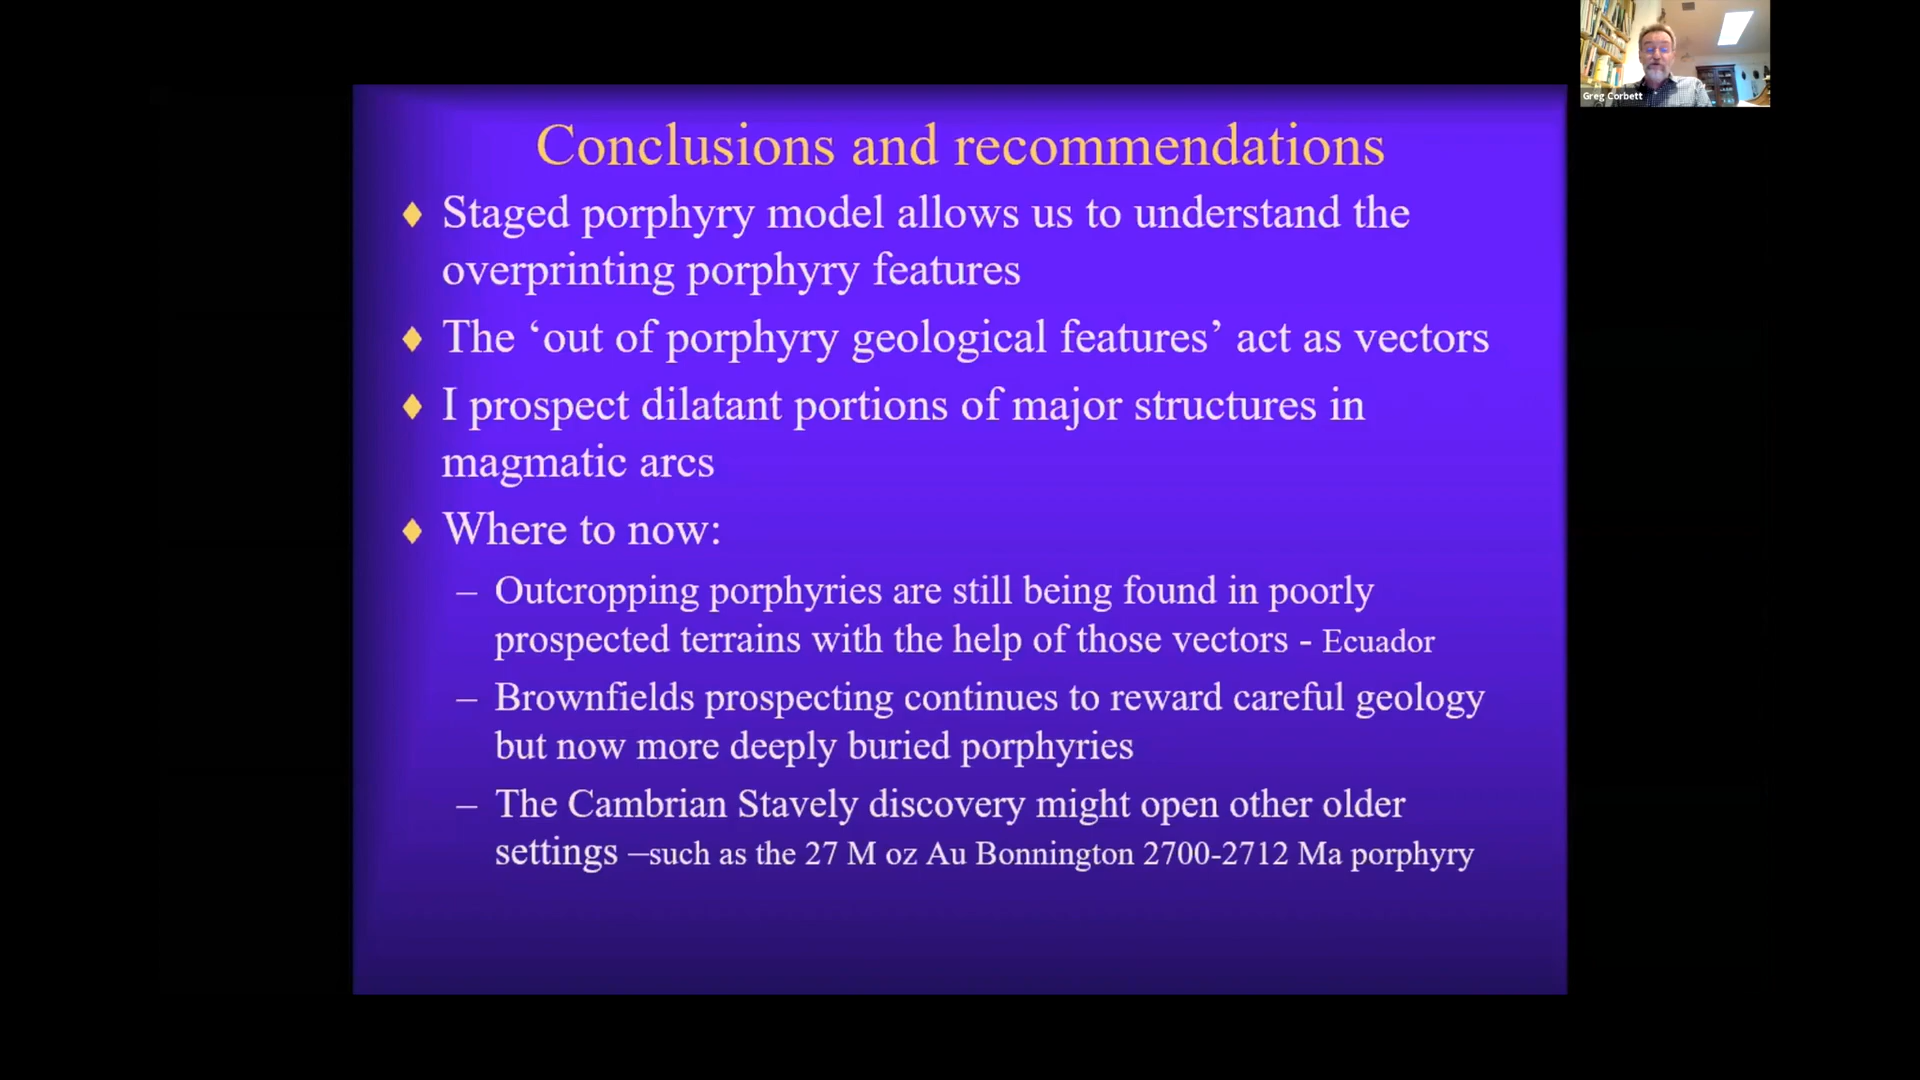 Greg Corbett
Conclusions and recommendations
♦ Staged porphyry model allows us to understand the
overprinting porphyry features
♦ The ‘out of porphyry geological features’ act as vectors
♦ I prospect dilatant portions of major structures in
magmatic arcs
♦ Where to now:
– Outcropping porphyries are still being found in poorly
prospected terrains with the help of those vectors - Ecuador
– Brownfields prospecting continues to reward careful geology
but now more deeply buried porphyries
– The Cambrian Stavely discovery might open other older
settings –such as the 27 M oz Au Bonnington 2700-2712 Ma porphyry